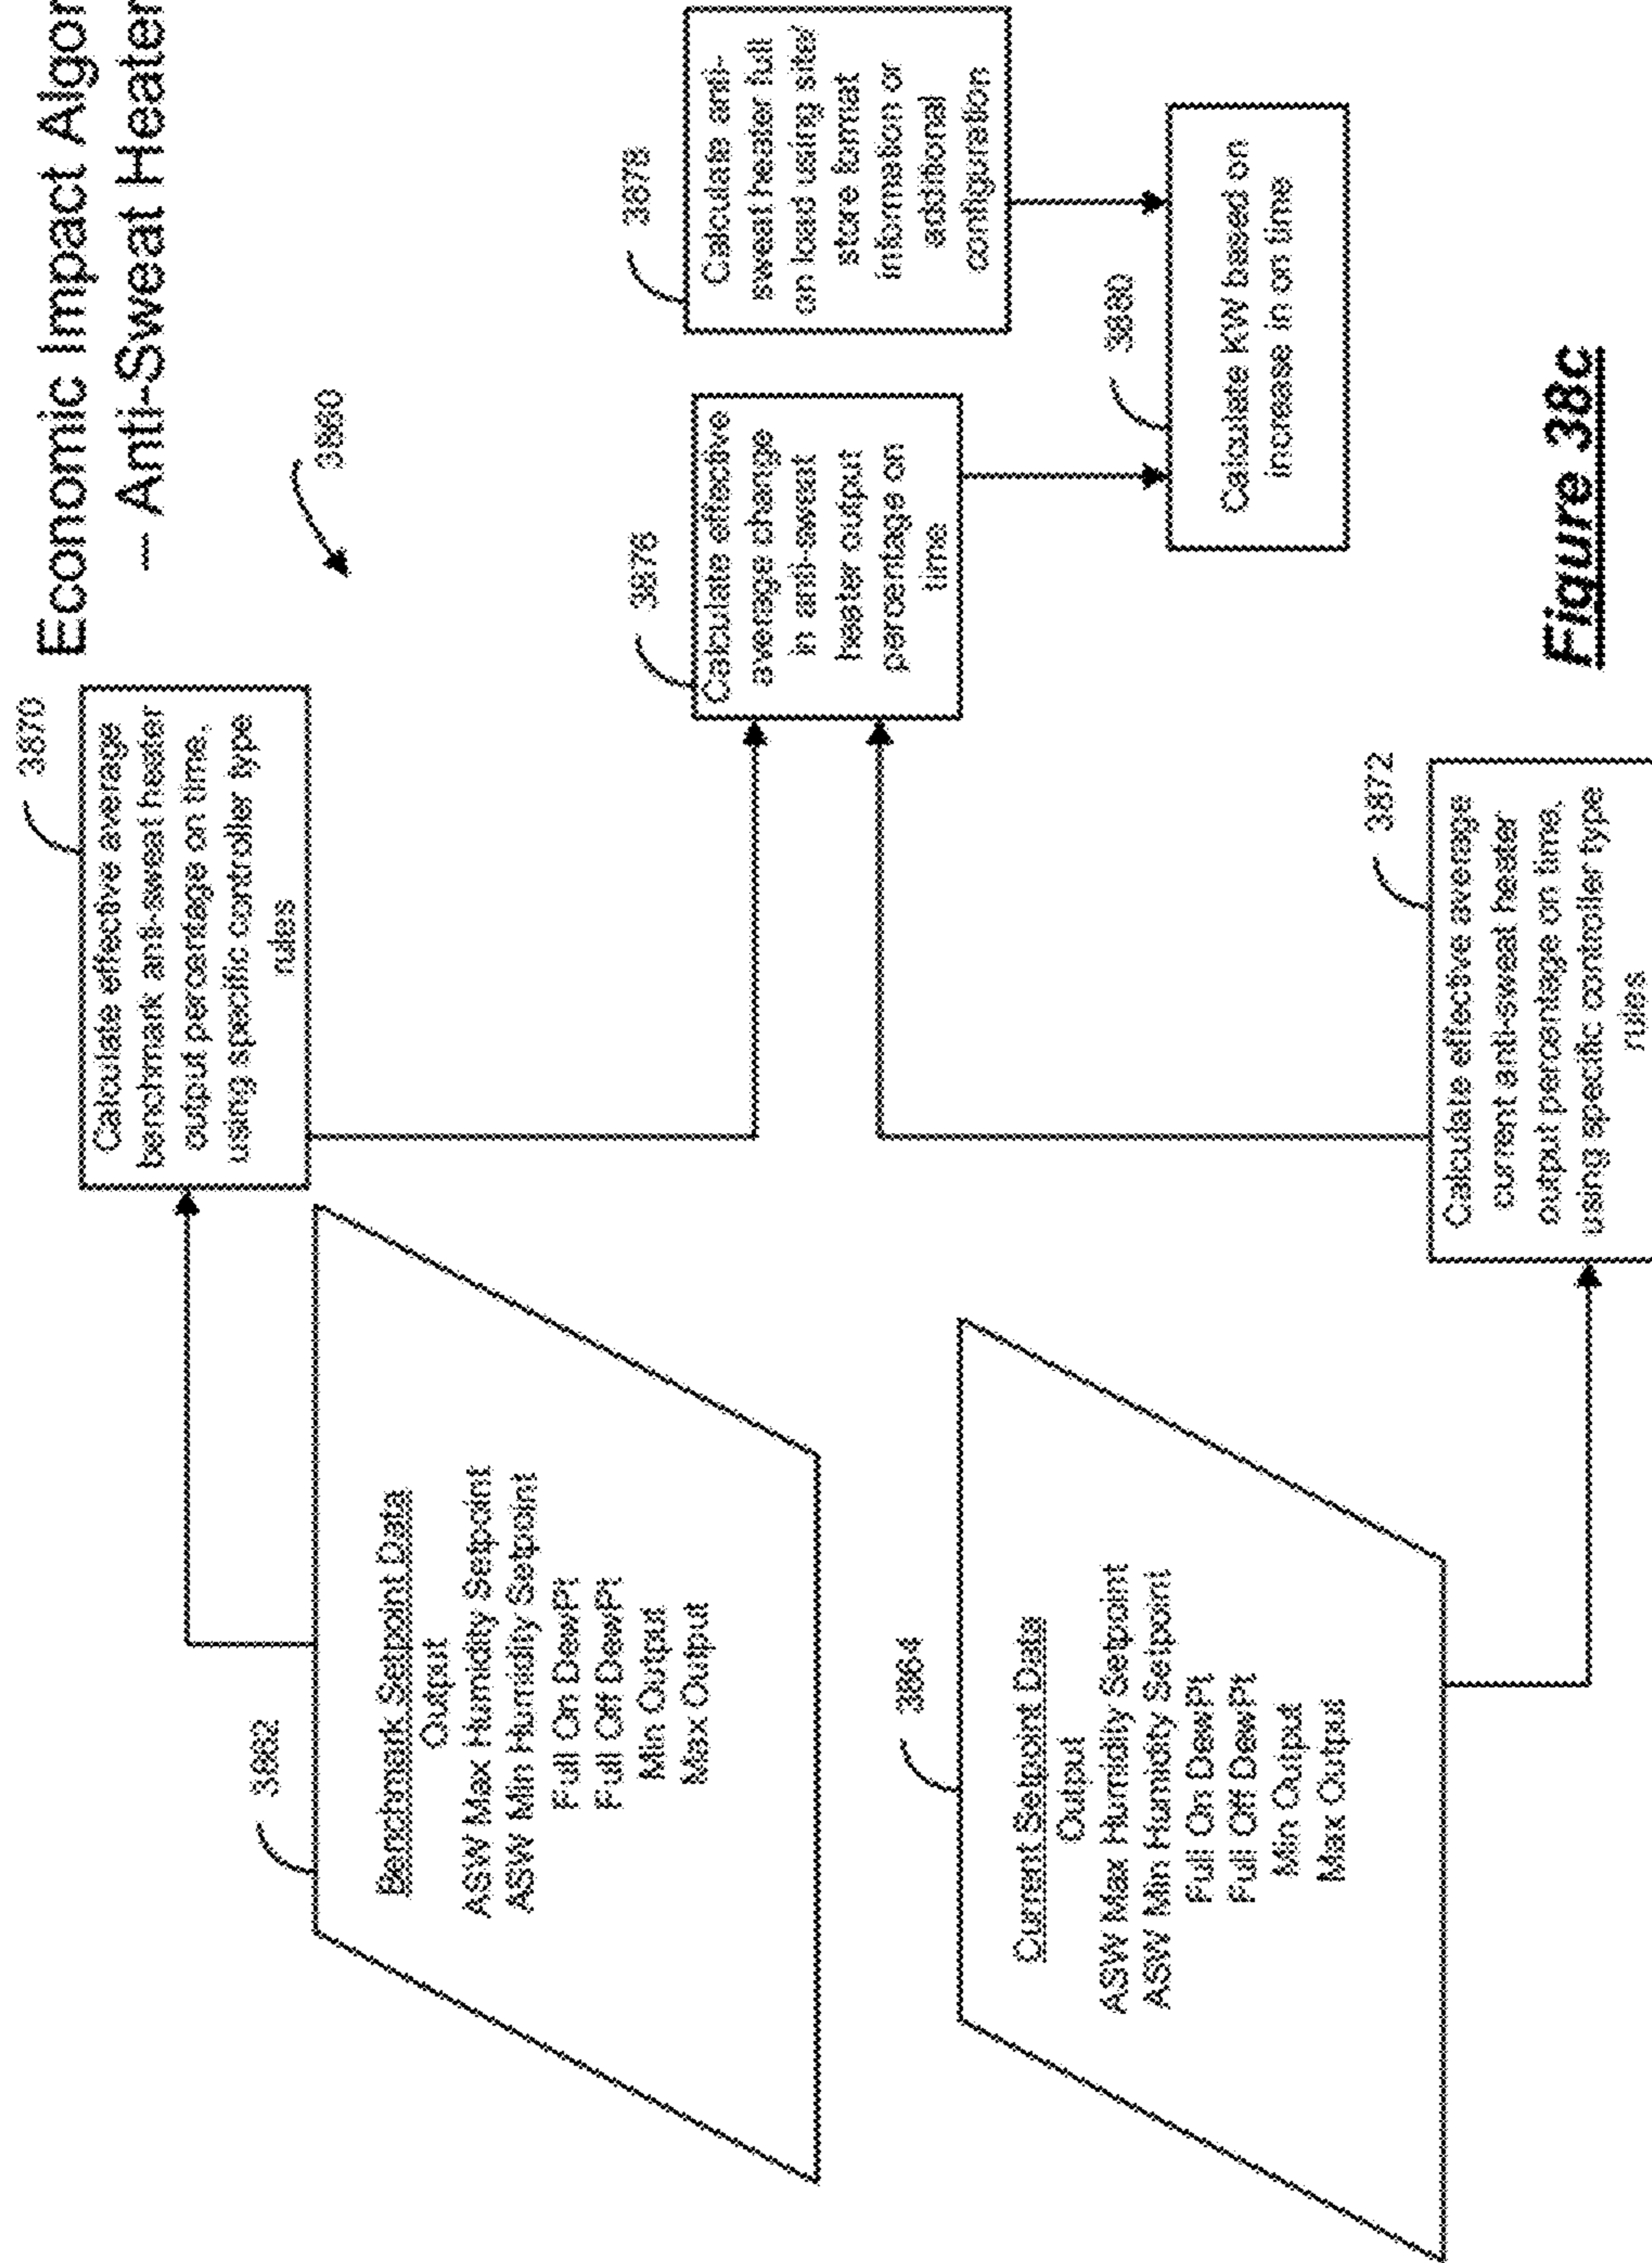 Economic Impact Algor
– Anti-Sweat Heater
3860
3862
Benchmark Setpoint Data
Output
ASW Max Humidity Setpoint
ASW Min Humidity Setpoint
Full On DewPt
Full Off DewPt
Min Output
Max Output
3870
Calculate effective average
benchmark anti-sweat heater
output percentage on time,
using specific controller type
rules
3864
Current Setpoint Data
Output
ASW Max Humidity Setpoint
ASW Min Humidity Setpoint
Full On DewPt
Full Off DewPt
Min Output
Max Output
3872
Calculate effective average
current anti-sweat heater
output percentage on time,
using specific controller type
rules
3876
Calculate effective
average change
in anti-sweat
heater output
percentage on
time
3878
Calculate anti-
sweat heater full
on load using site/
store format
information or
additional
configuration
3880
Calculate KW based on
increase in on time
Figure 38c